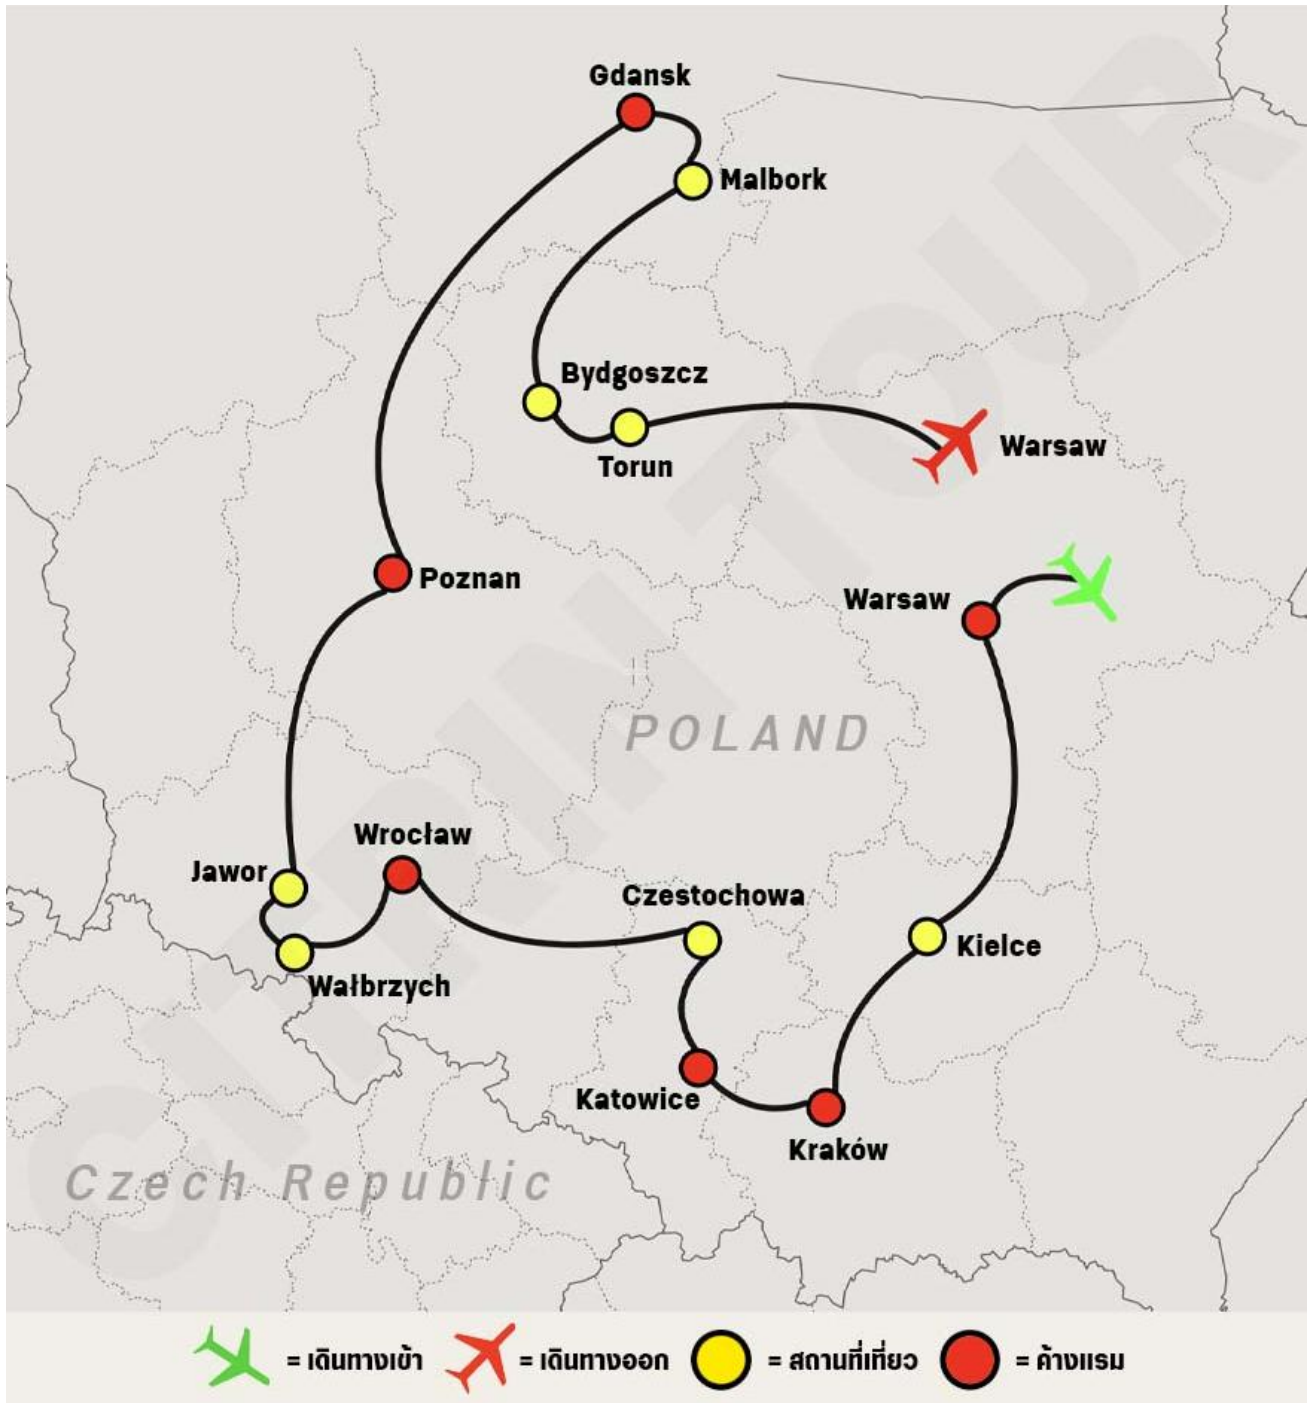 Gdansk
Malbork
Bydgoszcz
Torun
Warsaw
Poznan
Warsaw
POLAND
Wrocław
Jawor
Czestochowa
Kielce
Wałbrzych
Katowice
Kraków
Czech Republic
CITRIN TOUR
= เดินทางเข้า = เดินทางออก = สถานที่เที่ยว = ค้างแรม